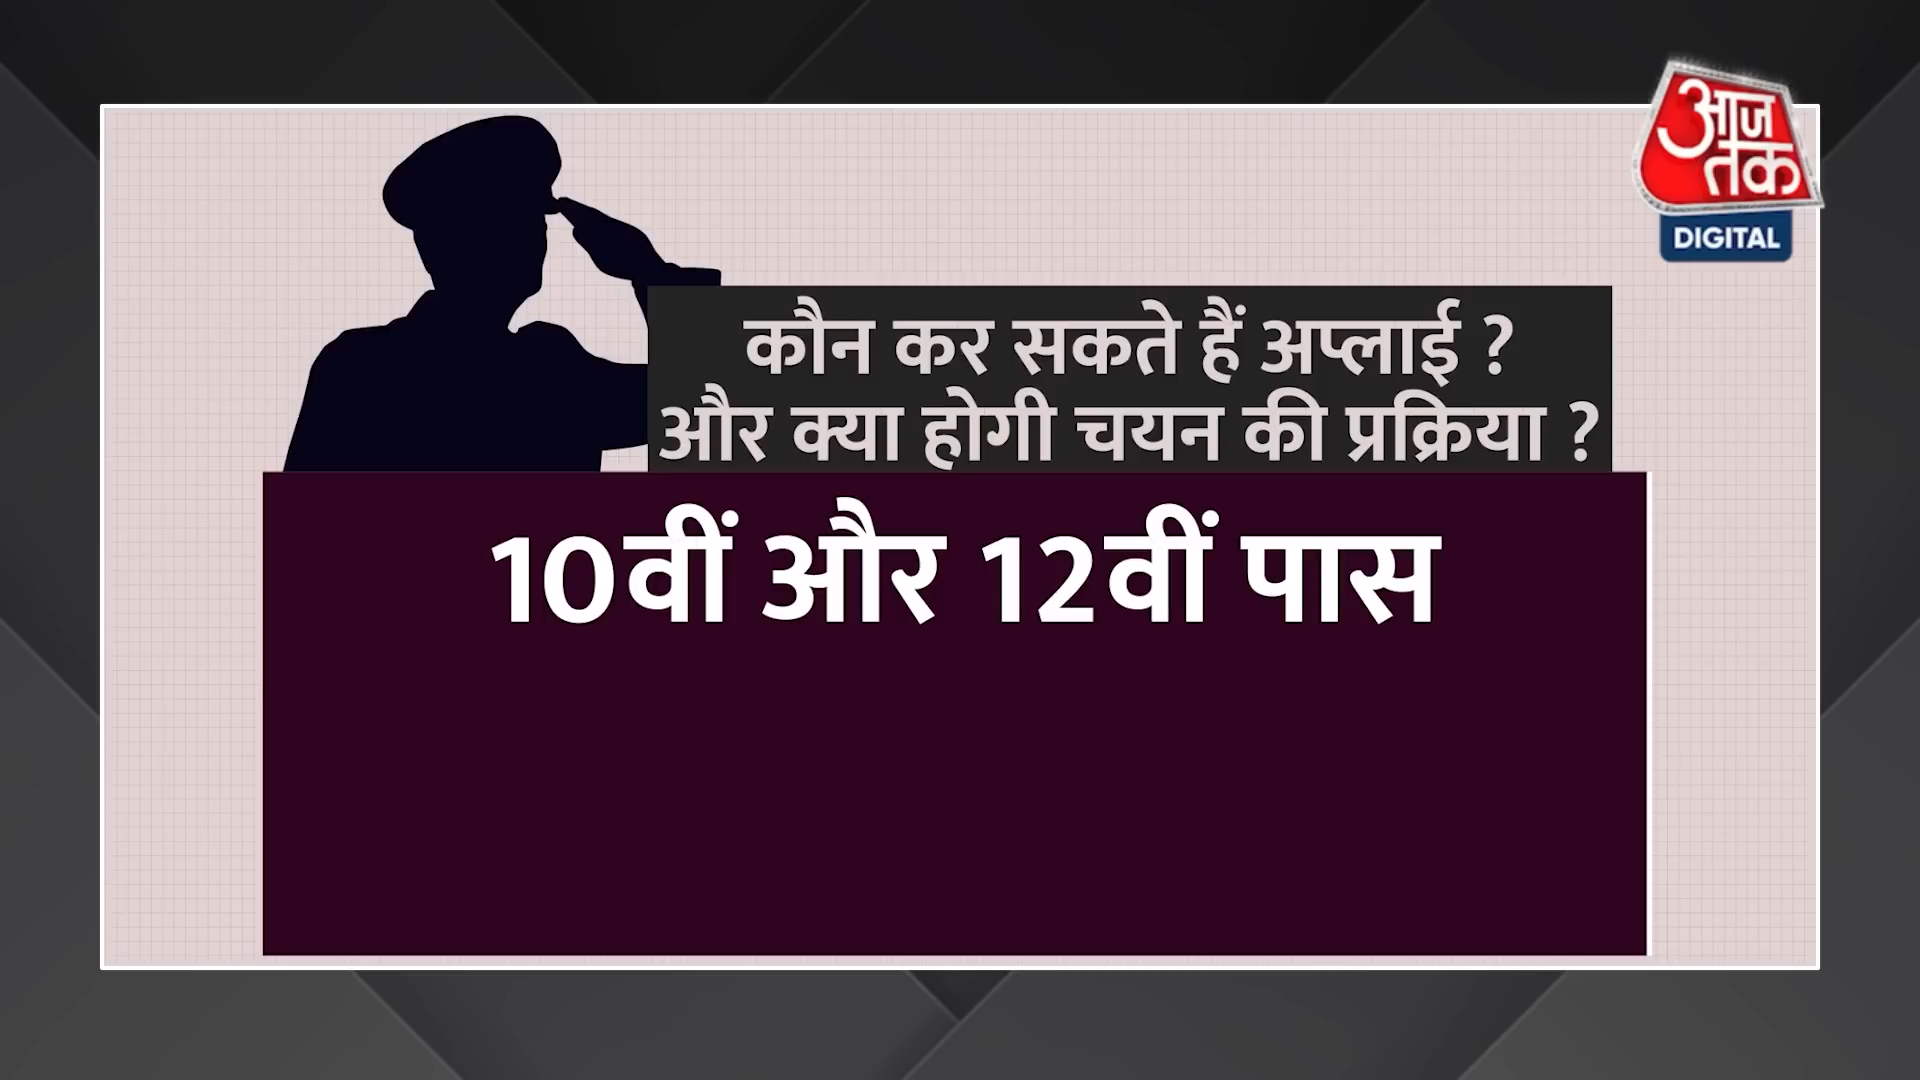 आज
तक
DIGITAL
कौन कर सकते हैं अप्लाई ?
और क्या होगी चयन की प्रक्रिया ?
10वीं और 12वीं पास